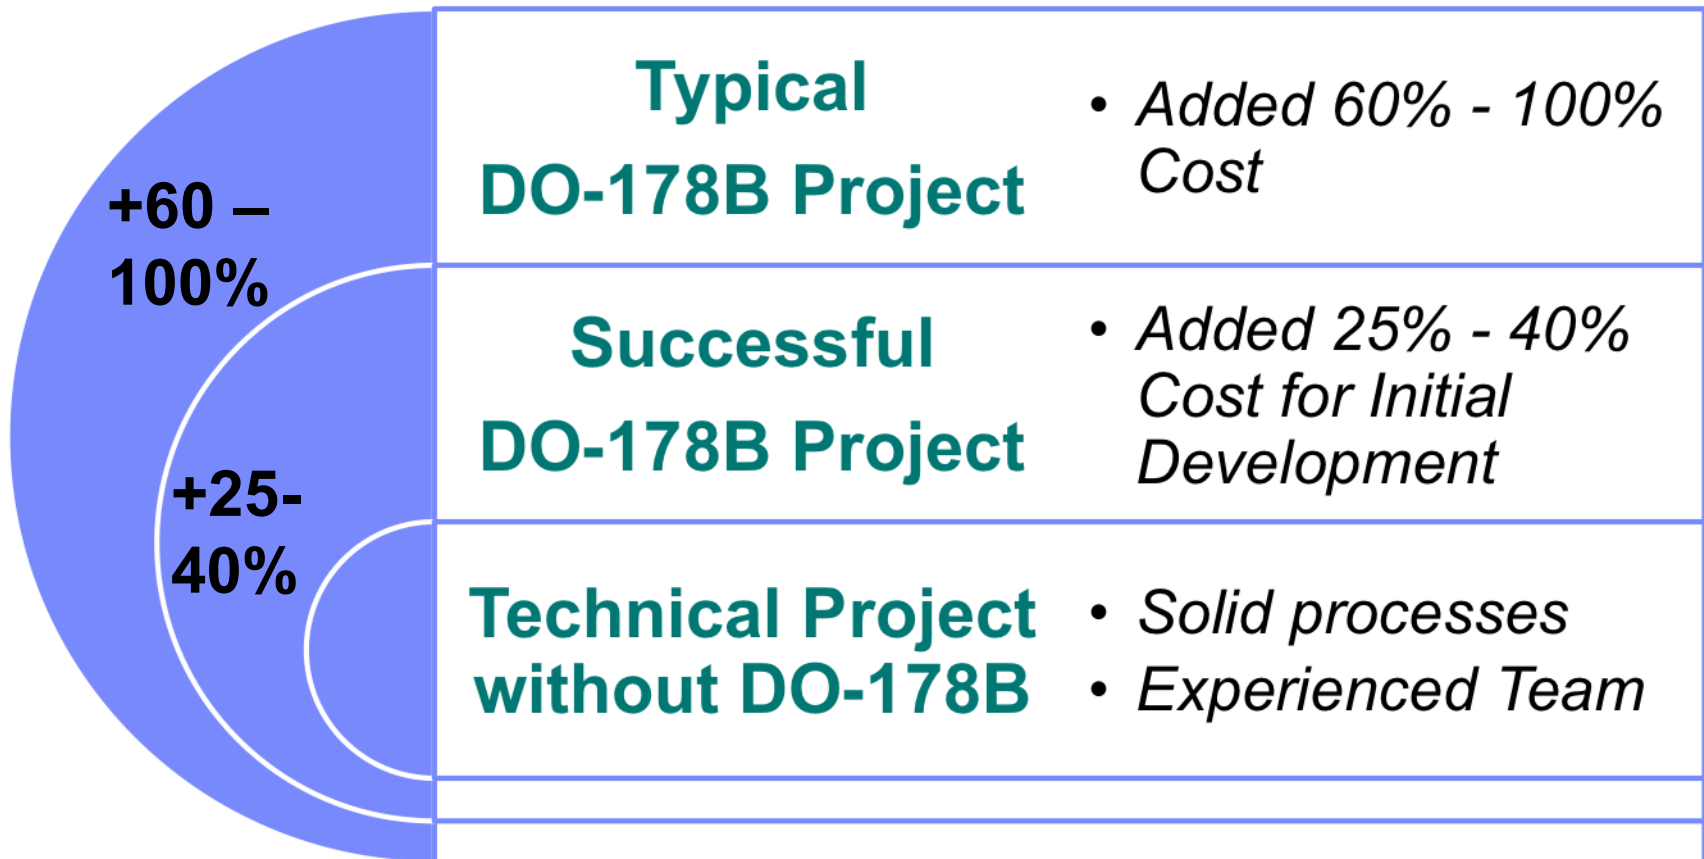 +60 –
100%
Typical
DO-178B Project
• Added 60% - 100%
Cost
+25-
40%
Successful
DO-178B Project
• Added 25% - 40%
Cost for Initial
Development
Technical Project
without DO-178B
• Solid processes
• Experienced Team